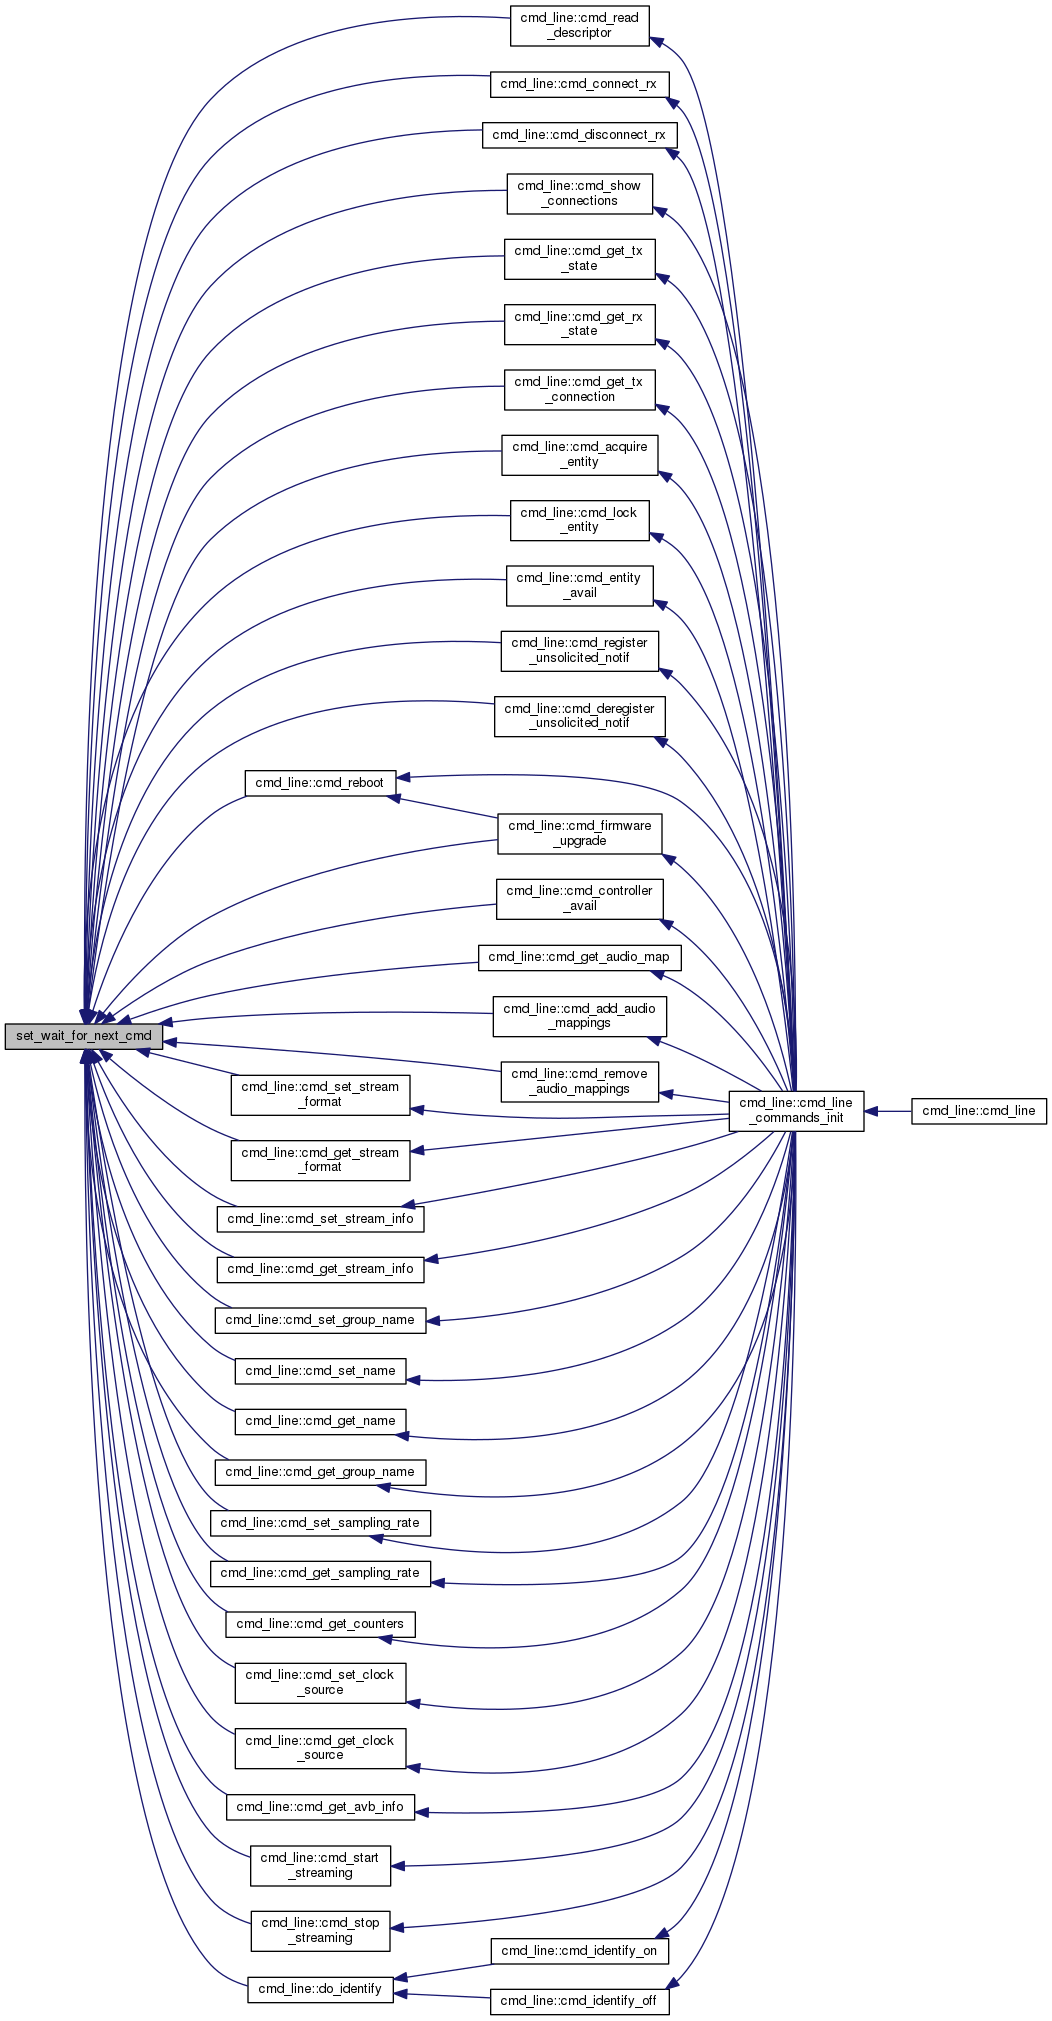 cmd_line::cmd_read
_descriptor
cmd_line::cmd_connect_rx
cmd_line::cmd_disconnect_rx
cmd_line::cmd_show
_connections
cmd_line::cmd_get_tx
_state
cmd_line::cmd_get_rx
_state
cmd_line::cmd_get_tx
_connection
cmd_line::cmd_acquire
_entity
cmd_line::cmd_lock
_entity
cmd_line::cmd_entity
_avail
cmd_line::cmd_register
_unsolicited_notif
cmd_line::cmd_deregister
_unsolicited_notif
cmd_line::cmd_reboot
cmd_line::cmd_firmware
_upgrade
cmd_line::cmd_controller
_avail
cmd_line::cmd_get_audio_map
cmd_line::cmd_add_audio
_mappings
set_wait_for_next_cmd
cmd_line::cmd_remove
_audio_mappings
cmd_line::cmd_set_stream
_format
cmd_line::cmd_line
_commands_init
cmd_line::cmd_line
cmd_line::cmd_get_stream
_format
cmd_line::cmd_set_stream_info
cmd_line::cmd_get_stream_info
cmd_line::cmd_set_group_name
cmd_line::cmd_set_name
cmd_line::cmd_get_name
cmd_line::cmd_get_group_name
cmd_line::cmd_set_sampling_rate
cmd_line::cmd_get_sampling_rate
cmd_line::cmd_get_counters
cmd_line::cmd_set_clock
_source
cmd_line::cmd_get_clock
_source
cmd_line::cmd_get_avb_info
cmd_line::cmd_start
_streaming
cmd_line::cmd_stop
_streaming
cmd_line::cmd_identify_on
cmd_line::do_identify
cmd_line::cmd_identify_off